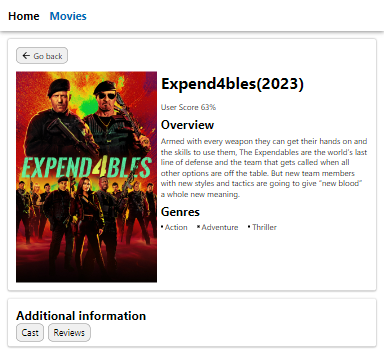 Home Movies
Go back
EXPEND4BLES
Expend4bles(2023)
User Score 63%
Overview
Armed with every weapon they can get their hands on and
the skills to use them, The Expendables are the world's last
line of defense and the team that gets called when all
other options are off the table. But new team members
with new styles and tactics are going to give "new blood"
a whole new meaning.
Genres
• Action • Adventure • Thriller
Additional information
Cast Reviews